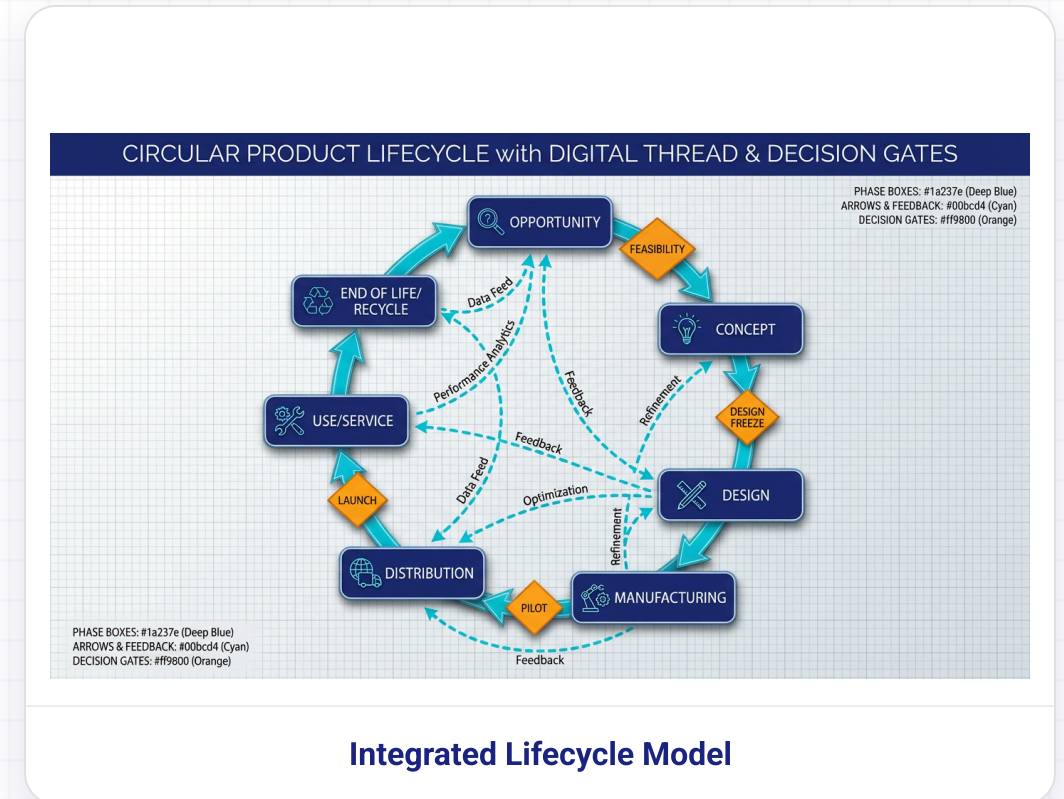 CIRCULAR PRODUCT LIFECYCLE with DIGITAL THREAD & DECISION GATES
PHASE BOXES: #1a237e (Deep Blue)
ARROWS & FEEDBACK: #00bcd4 (Cyan)
DECISION GATES: #ff9800 (Orange)
OPPORTUNITY
FEASIBILITY
END OF LIFE/
RECYCLE
Data Feed
CONCEPT
Performance Analytics
Feedback
Refinement
DESIGN
FREEZE
USE/SERVICE
Feedback
Data Feed
Optimization
DESIGN
LAUNCH
Refinement
DISTRIBUTION
PILOT
MANUFACTURING
Feedback
PHASE BOXES: #1a237e (Deep Blue)
ARROWS & FEEDBACK: #00bcd4 (Cyan)
DECISION GATES: #ff9800 (Orange)
Integrated Lifecycle Model